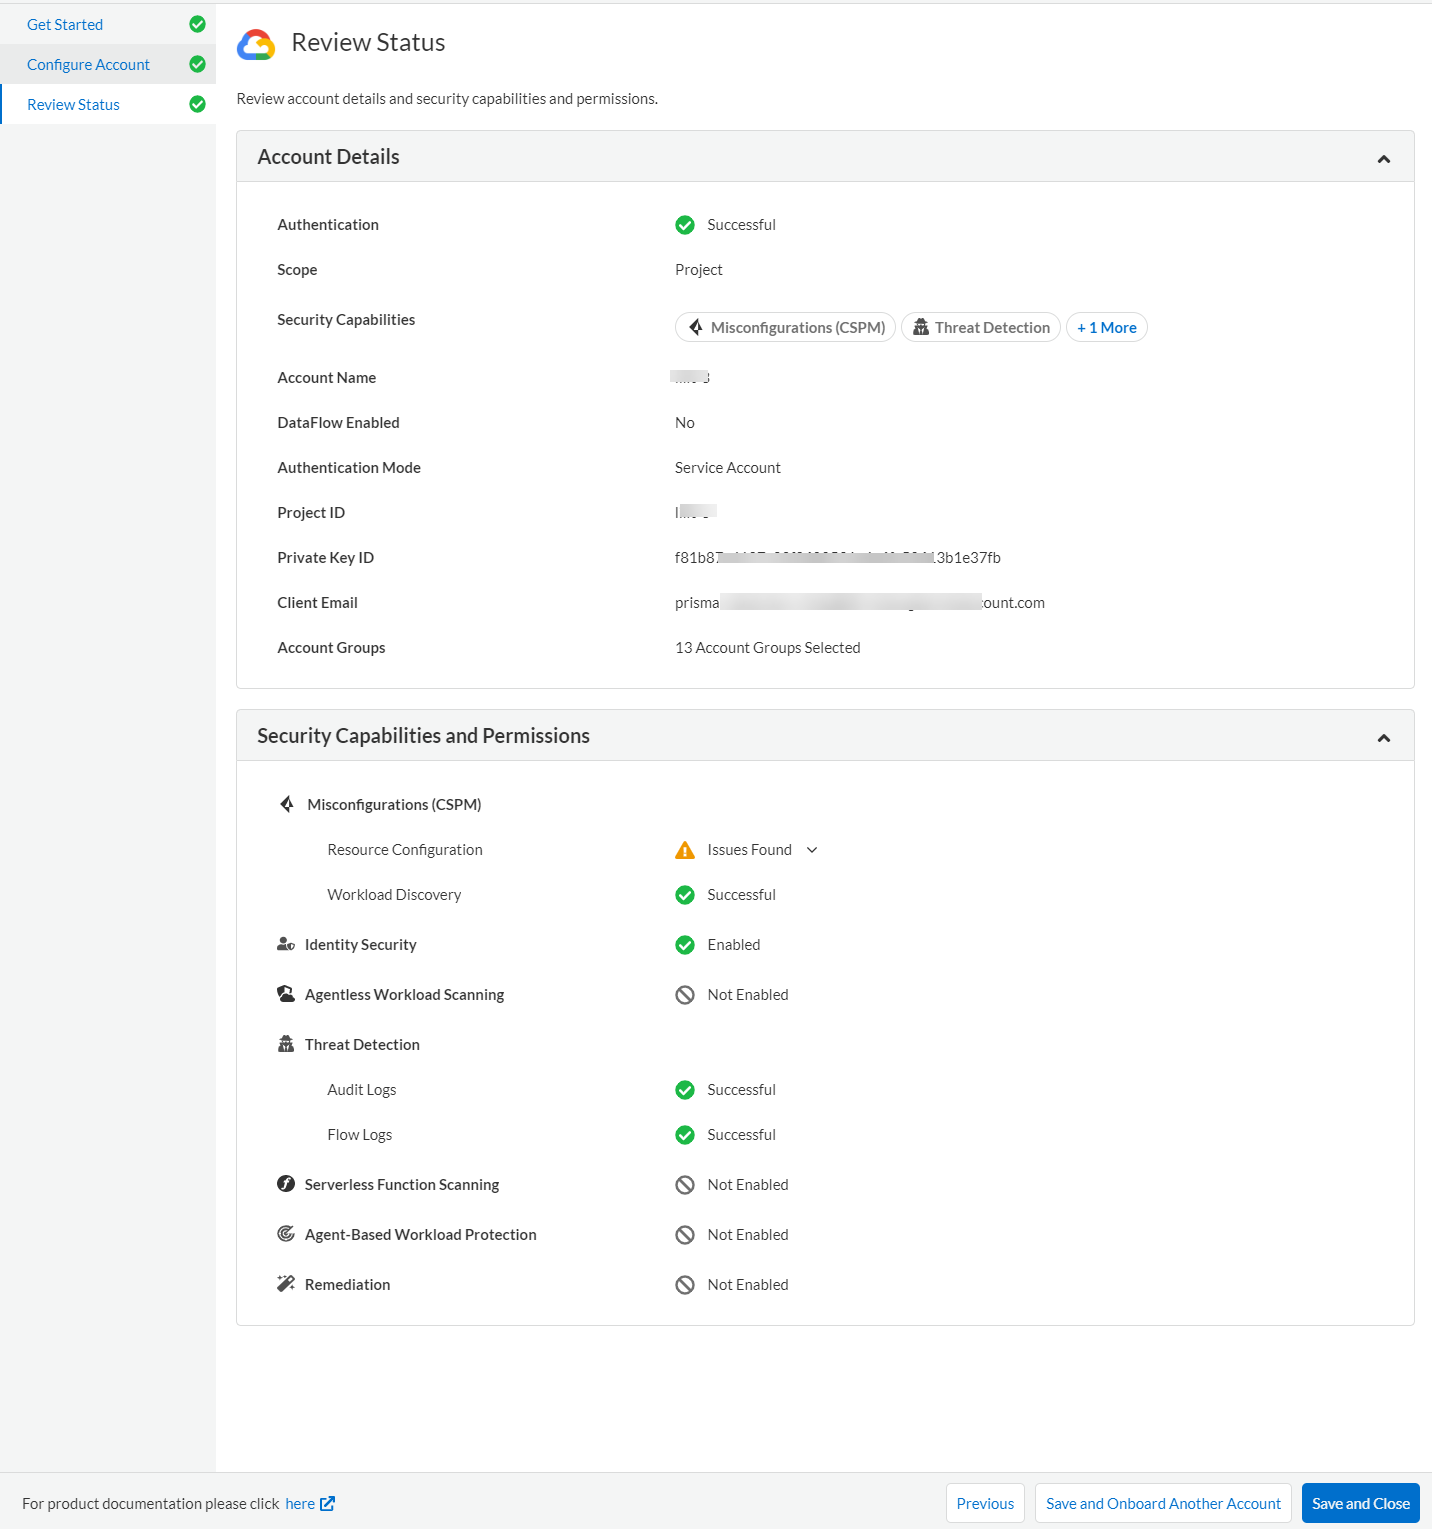 Get Started
Configure Account
Review Status
Review Status
Review account details and security capabilities and permissions.
Account Details
Authentication Successful
Scope Project
Security Capabilities Misconfigurations (CSPM) Threat Detection + 1 More
Account Name
DataFlow Enabled No
Authentication Mode Service Account
Project ID
Private Key ID f81b87 3b1e37fb
Client Email prisma ount.com
Account Groups 13 Account Groups Selected
Security Capabilities and Permissions
Misconfigurations (CSPM)
Resource Configuration Issues Found
Workload Discovery Successful
Identity Security Enabled
Agentless Workload Scanning Not Enabled
Threat Detection
Audit Logs Successful
Flow Logs Successful
Serverless Function Scanning Not Enabled
Agent-Based Workload Protection Not Enabled
Remediation Not Enabled
For product documentation please click here Previous Save and Onboard Another Account Save and Close